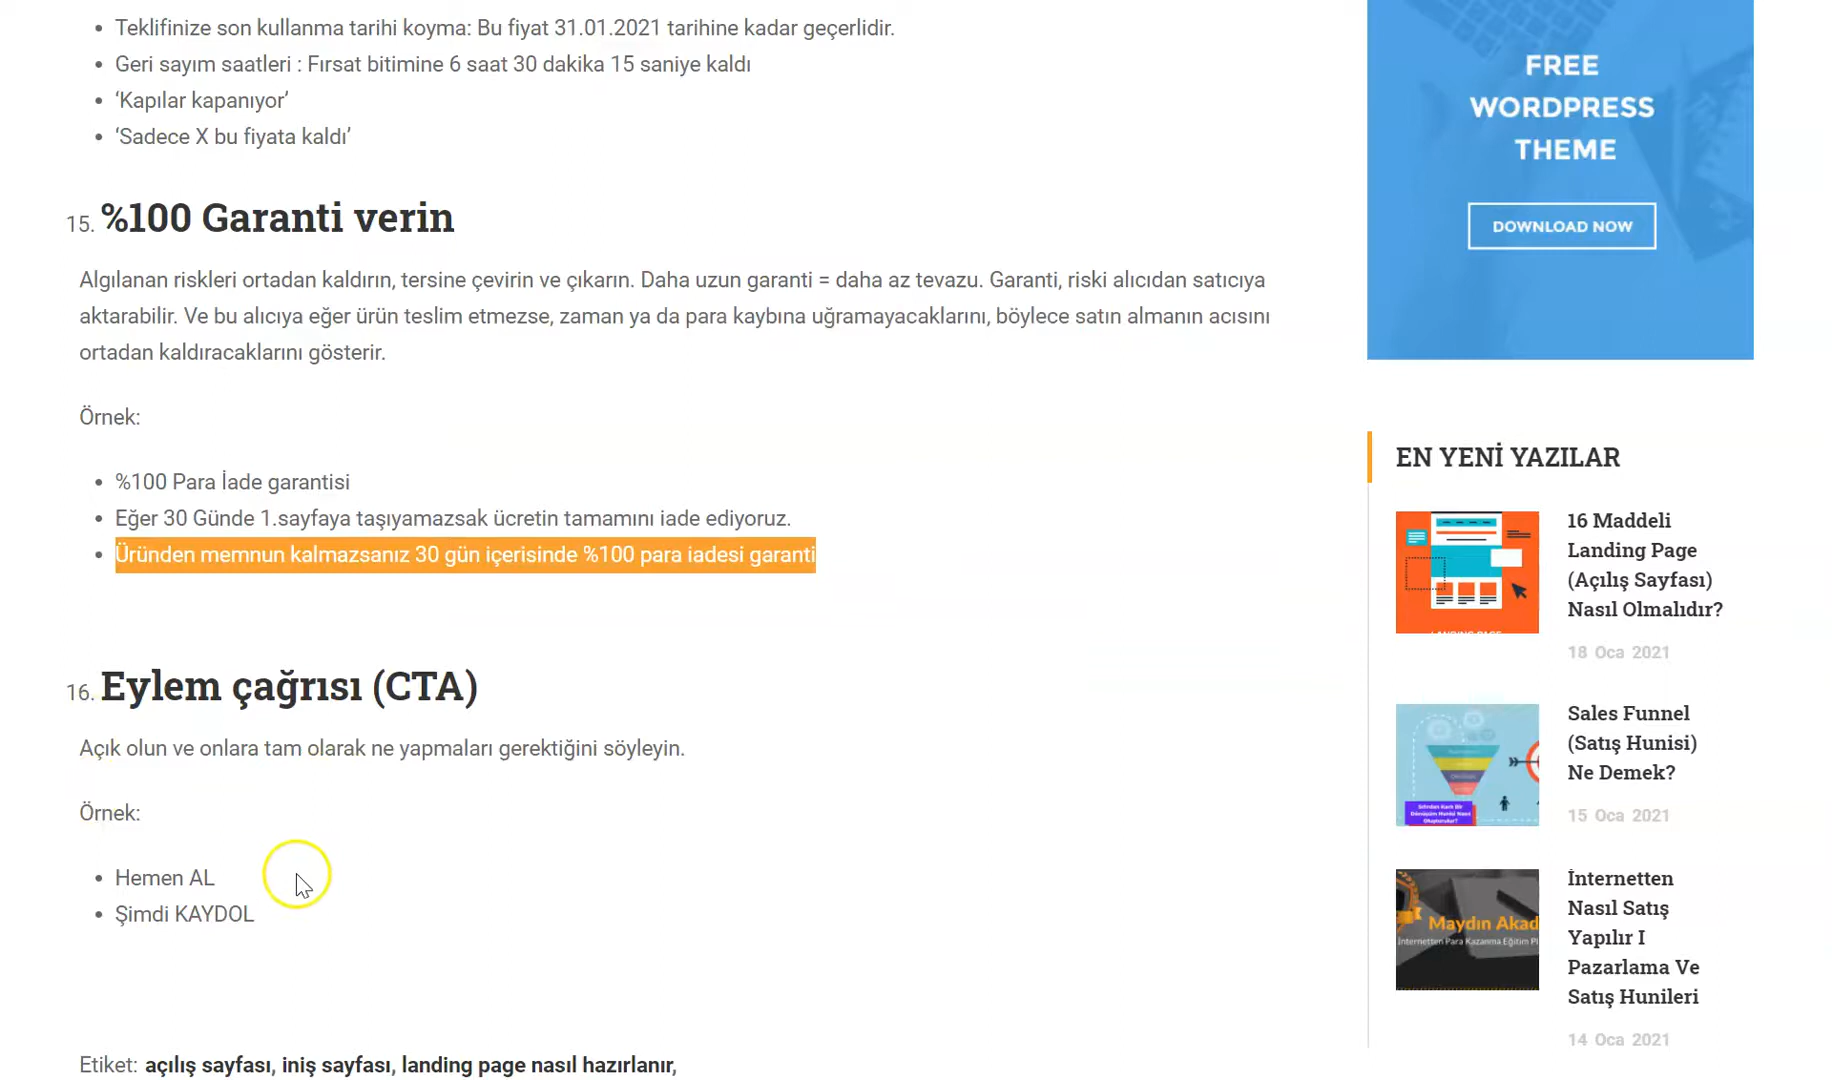 Teklifinize son kullanma tarihi koyma: Bu fiyat 31.01.2021 tarihine kadar geçerlidir.
Geri sayım saatleri : Fırsat bitimine 6 saat 30 dakika 15 saniye kaldı
‘Kapılar kapanıyor’
‘Sadece X bu fiyata kaldı’
15. %100 Garanti verin
Algılanan riskleri ortadan kaldırın, tersine çevirin ve çıkarın. Daha uzun garanti = daha az tevazu. Garanti, riski alıcıdan satıcıya
aktarabilir. Ve bu alıcıya eğer ürün teslim etmezse, zaman ya da para kaybına uğramayacaklarını, böylece satın almanın acısını
ortadan kaldıracaklarını gösterir.
Örnek:
%100 Para İade garantisi
Eğer 30 Günde 1.sayfaya taşıyamazsak ücretin tamamını iade ediyoruz.
Üründen memnun kalmazsanız 30 gün içerisinde %100 para iadesi garanti
16. Eylem çağrısı (CTA)
Açık olun ve onlara tam olarak ne yapmaları gerektiğini söyleyin.
Örnek:
Hemen AL
Şimdi KAYDOL
Etiket: açılış sayfası, iniş sayfası, landing page nasıl hazırlanır,
FREE
WORDPRESS
THEME
DOWNLOAD NOW
EN YENİ YAZILAR
16 Maddeli
Landing Page
(Açılış Sayfası)
Nasıl Olmalıdır?
18 Oca 2021
Sales Funnel
(Satış Hunisi)
Ne Demek?
15 Oca 2021
Maydın Akad
İnternetten Para Kazanma Eğitim Pl
İnternetten
Nasıl Satış
Yapılır I
Pazarlama Ve
Satış Hunileri
14 Oca 2021